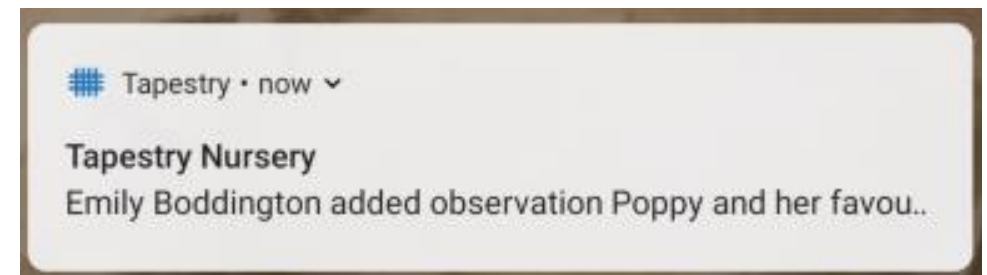 Tapestry • now
Tapestry Nursery
Emily Boddington added observation Poppy and her favou..